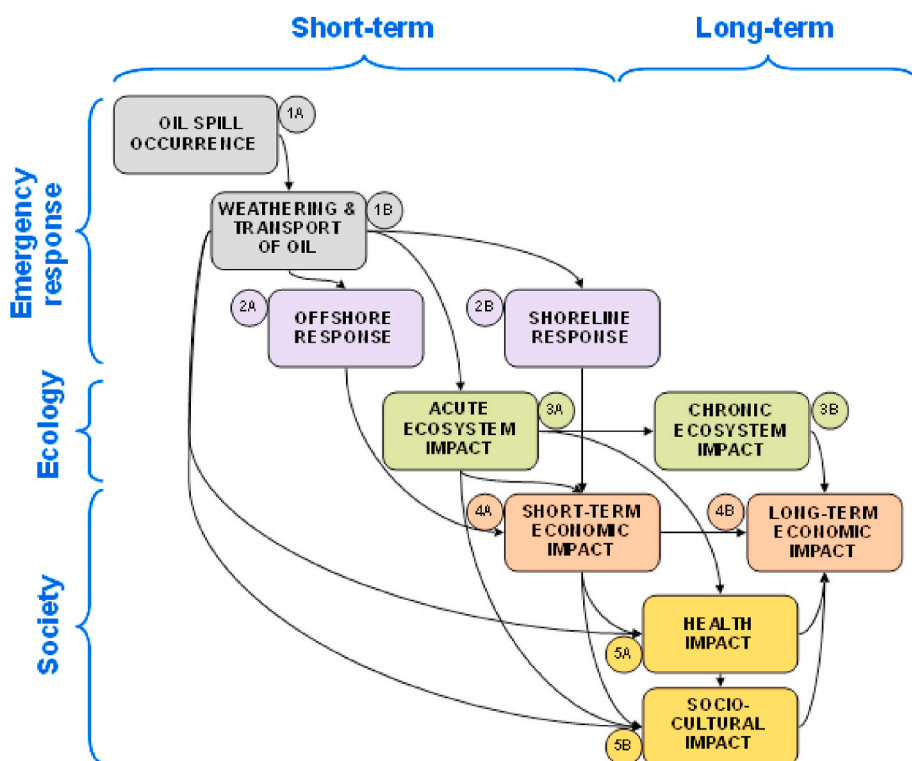 Short-term
Long-term
Emergency
response
Ecology
Society
OIL SPILL
OCCURRENCE
1A
WEATHERING &
TRANSPORT
OF OIL
1B
2A
OFFSHORE
RESPONSE
2B
SHORELINE
RESPONSE
ACUTE
ECOSYSTEM
IMPACT
3A
CHRONIC
ECOSYSTEM
IMPACT
3B
4A
SHORT-TERM
ECONOMIC
IMPACT
4B
LONG-TERM
ECONOMIC
IMPACT
HEALTH
IMPACT
5A
SOCIO-
CULTURAL
IMPACT
5B